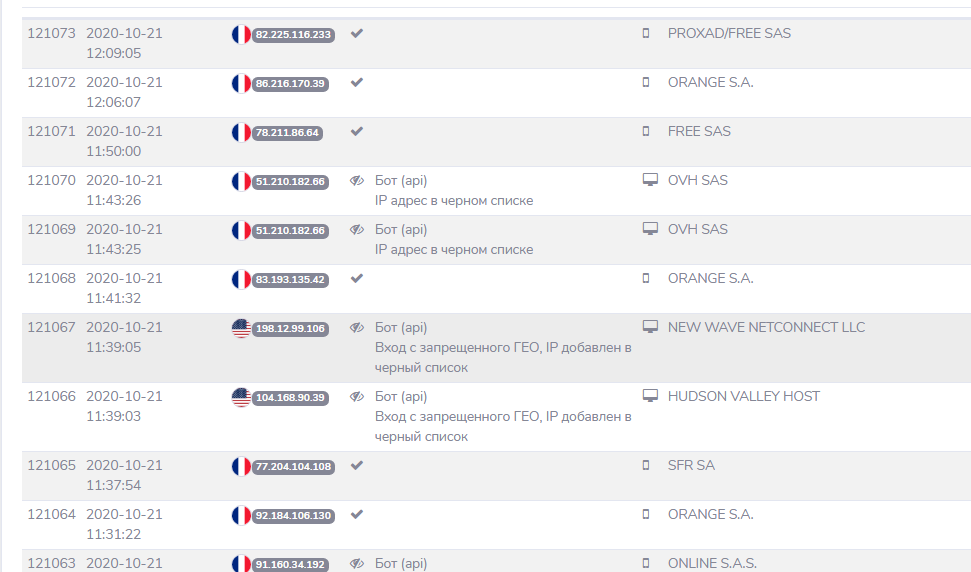 121073 2020-10-21 82.225.116.233 PROXAD/FREE SAS
12:09:05
121072 2020-10-21 86.216.170.39 ORANGE S.A.
12:06:07
121071 2020-10-21 78.211.86.64 FREE SAS
11:50:00
121070 2020-10-21 51.210.182.66 Бот (api) OVH SAS
11:43:26 IP адрес в черном списке
121069 2020-10-21 51.210.182.66 Бот (api) OVH SAS
11:43:25 IP адрес в черном списке
121068 2020-10-21 83.193.135.42 ORANGE S.A.
11:41:32
121067 2020-10-21 198.12.99.106 Бот (api) NEW WAVE NETCONNECT LLC
11:39:05 Вход с запрещенного ГЕО, IP добавлен в
черный список
121066 2020-10-21 104.168.90.39 Бот (api) HUDSON VALLEY HOST
11:39:03 Вход с запрещенного ГЕО, IP добавлен в
черный список
121065 2020-10-21 77.204.104.108 SFR SA
11:37:54
121064 2020-10-21 92.184.106.130 ORANGE S.A.
11:31:22
121063 2020-10-21 91.160.34.192 Бот (api) ONLINE S.A.S.